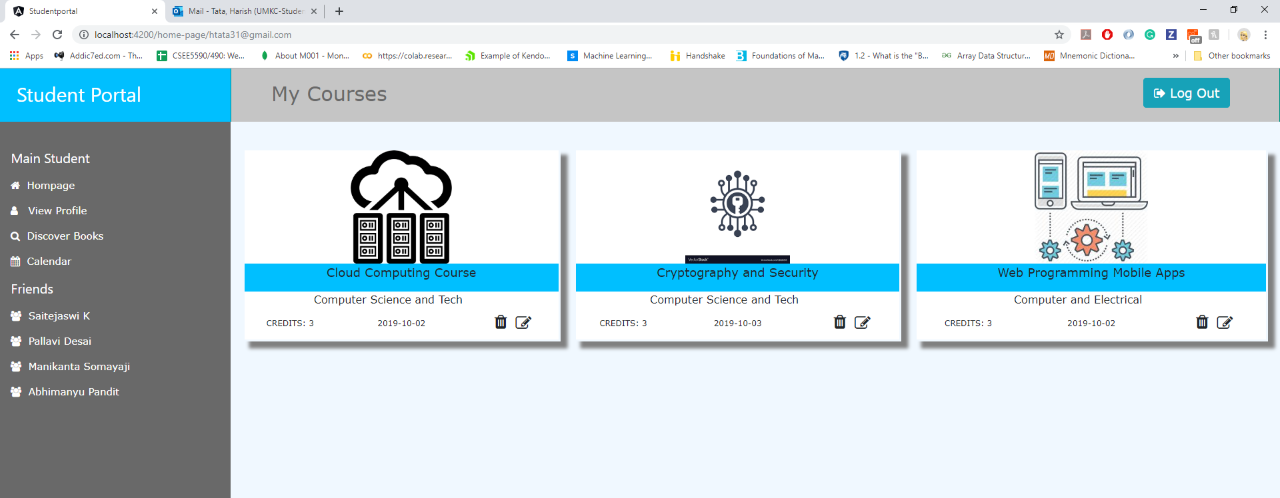 Studentportal
Mail - Tata, Harish (UMKC-Studen
localhost:4200/home-page/htata31@gmail.com
Apps
Addic7ed.com - Th...
CSEE5590/490: We...
About M001 - Mon...
https://colab.resear...
Example of Kendo...
Machine Learning...
Handshake
Foundations of Ma...
1.2 - What is the "B...
Array Data Structur...
Mnemonic Dictiona...
Other bookmarks
off
Student Portal
My Courses
Log Out
Main Student
Hompage
View Profile
Discover Books
Calendar
Friends
Saitejaswi K
Pallavi Desai
Manikanta Somayaji
Abhimanyu Pandit
Cloud Computing Course
Computer Science and Tech
CREDITS: 3
2019-10-02
Cryptography and Security
Computer Science and Tech
CREDITS: 3
2019-10-03
Web Programming Mobile Apps
Computer and Electrical
CREDITS: 3
2019-10-02